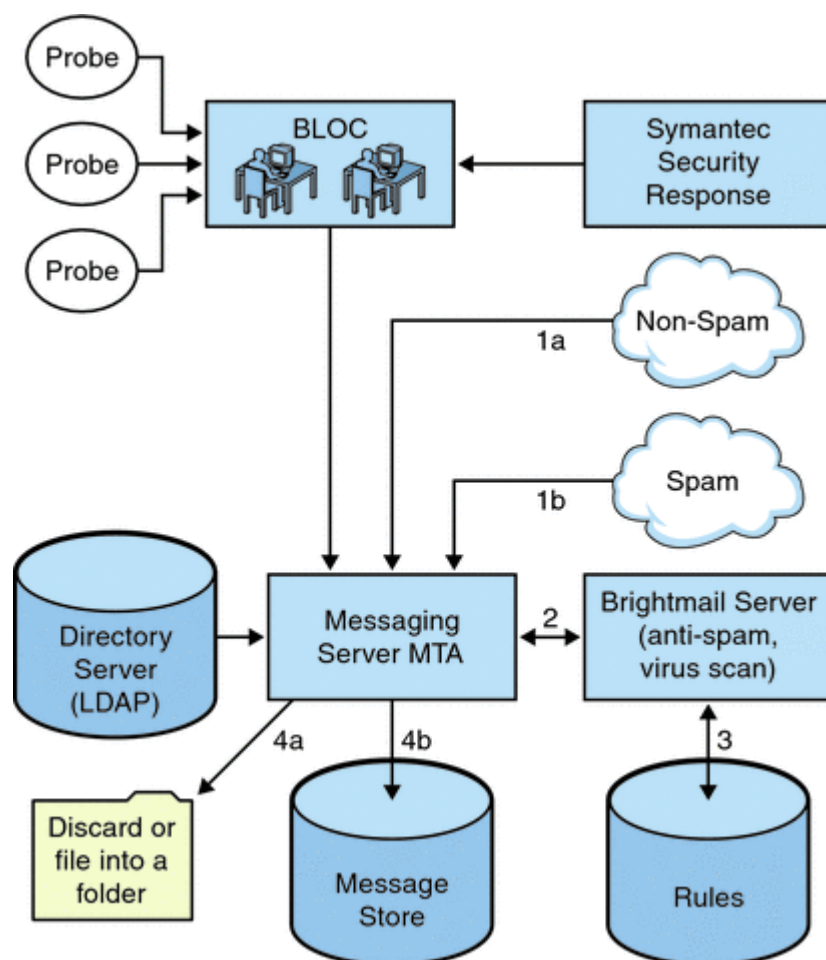 Probe
BLOC
Symantec
Security
Response
Probe
Probe
Non-Spam
1a
Spam
1b
Directory
Server
(LDAP)
Messaging
Server MTA
2
Brightmail Server
(anti-spam,
virus scan)
4a
4b
3
Discard or
file into a
folder
Message
Store
Rules